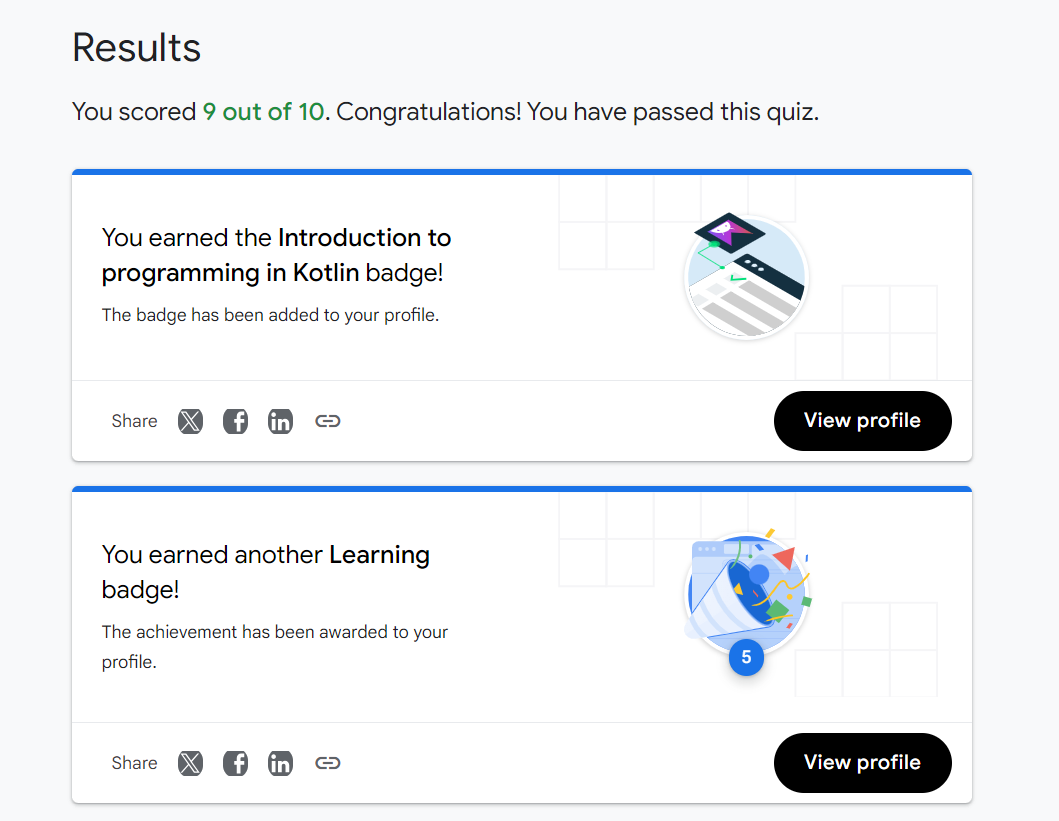 Results
You scored 9 out of 10. Congratulations! You have passed this quiz.
You earned the Introduction to
programming in Kotlin badge!
The badge has been added to your profile.
Share
View profile
You earned another Learning
badge!
The achievement has been awarded to your
profile.
5
Share
View profile